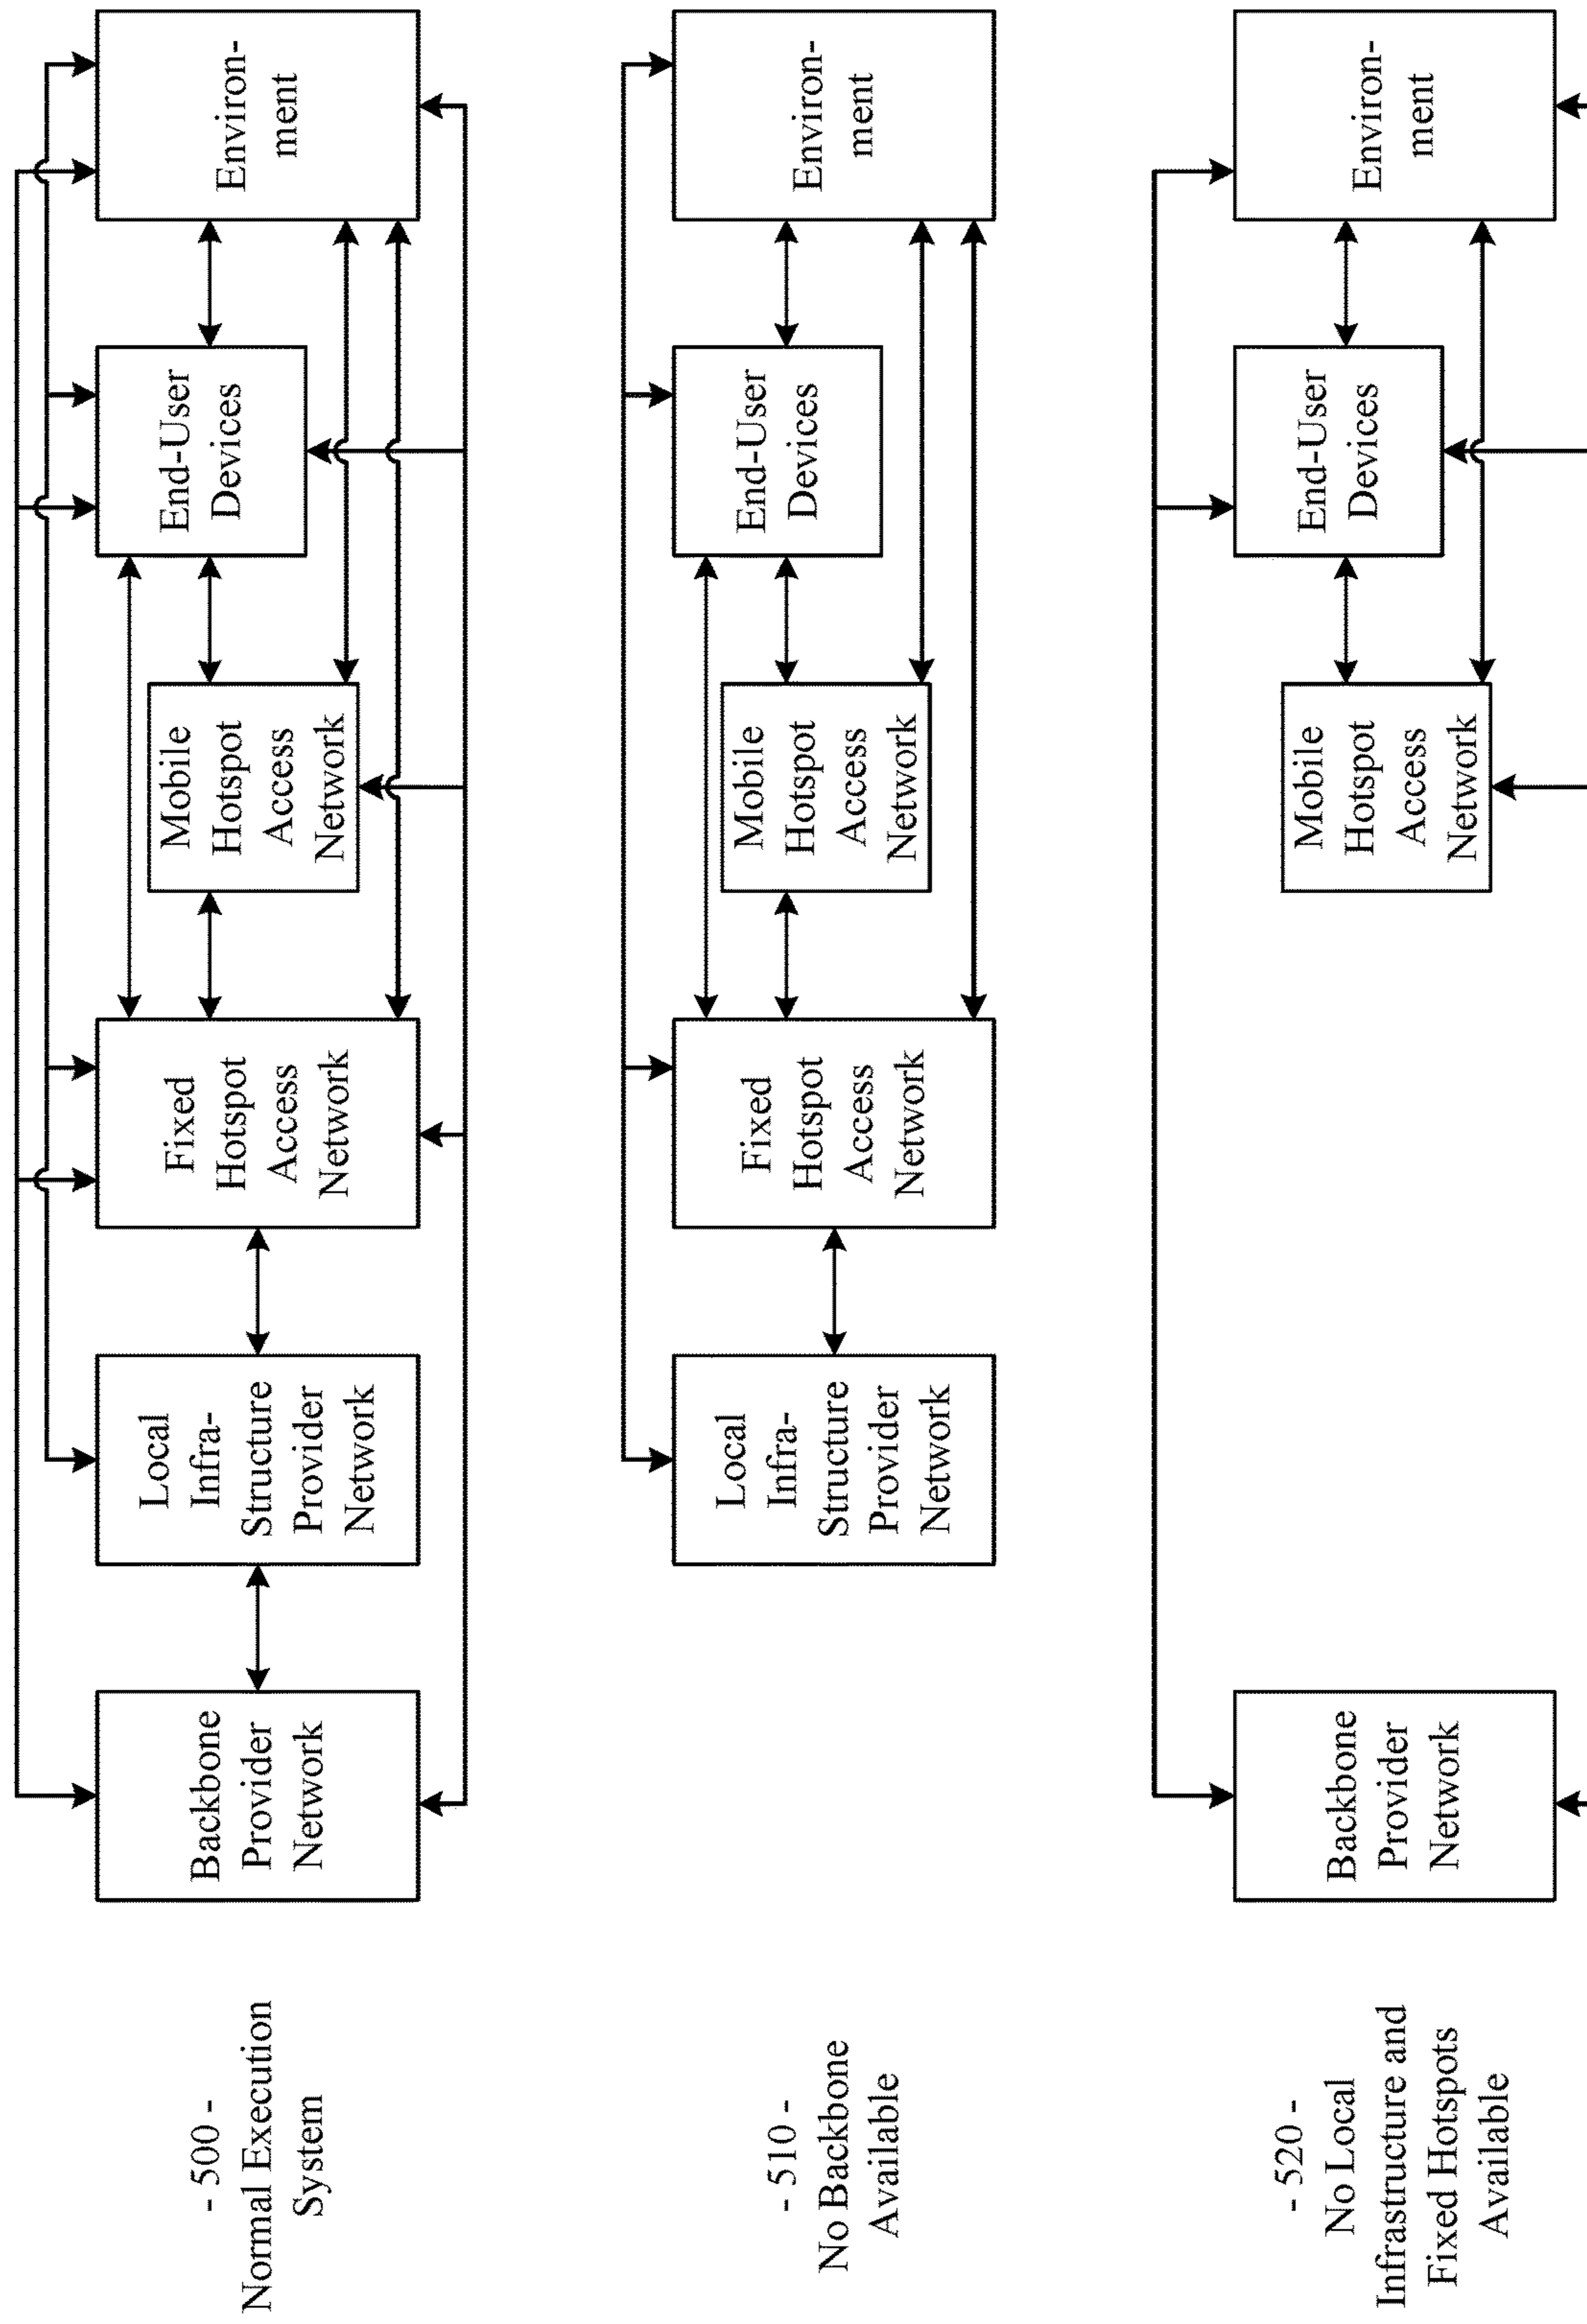 - 500 -
Normal Execution
System
Backbone
Provider
Network
Local
Infra-
Structure
Provider
Network
Fixed
Hotspot
Access
Network
Mobile
Hotspot
Access
Network
End-User
Devices
Environ-
ment
- 510 -
No Backbone
Available
Local
Infra-
Structure
Provider
Network
Fixed
Hotspot
Access
Network
Mobile
Hotspot
Access
Network
End-User
Devices
Environ-
ment
- 520 -
No Local
Infrastructure and
Fixed Hotspots
Available
Backbone
Provider
Network
Mobile
Hotspot
Access
Network
End-User
Devices
Environ-
ment